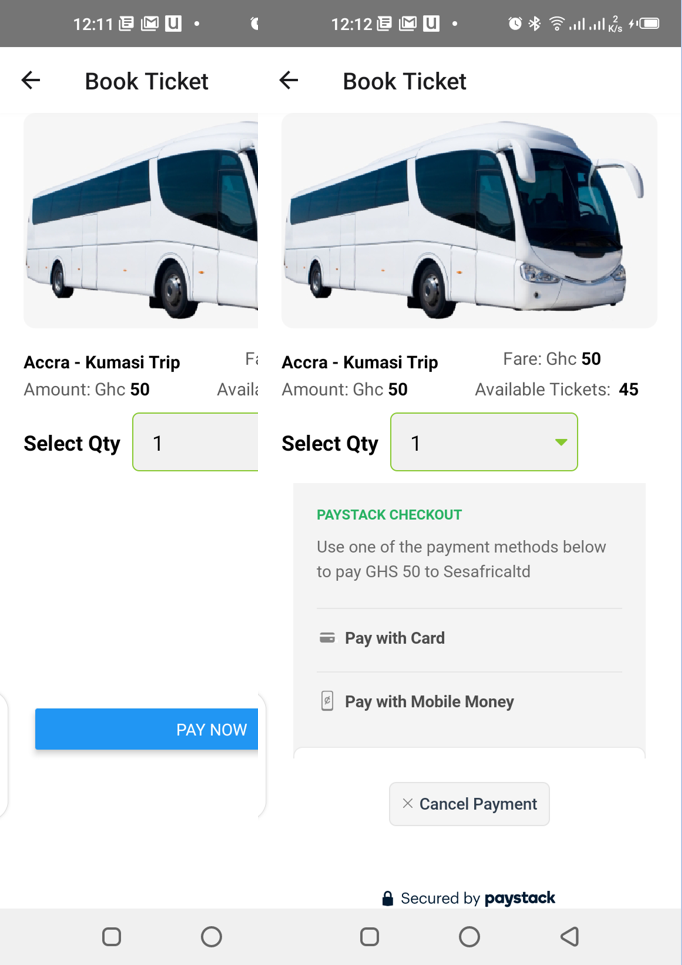 12:11
Book Ticket
Accra - Kumasi Trip
Amount: Ghc 50
Availa
Select Qty
1
PAY NOW
12:12
2
K/s
Book Ticket
Accra - Kumasi Trip
Fare: Ghc 50
Amount: Ghc 50
Available Tickets: 45
Select Qty
1
PAYSTACK CHECKOUT
Use one of the payment methods below
to pay GHS 50 to Sesafricaltd
Pay with Card
Pay with Mobile Money
Cancel Payment
Secured by paystack